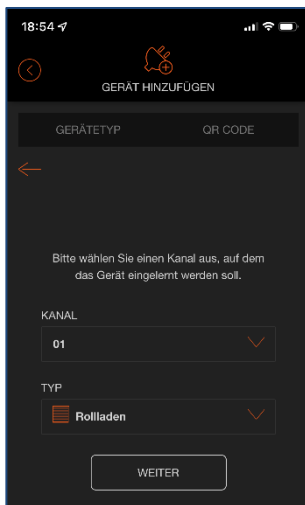 18:54
GERÄT HINZUFÜGEN
GERÄTETYP QR CODE
Bitte wählen Sie einen Kanal aus, auf dem
das Gerät eingelernt werden soll.
KANAL
01
TYP
Rollladen
WEITER